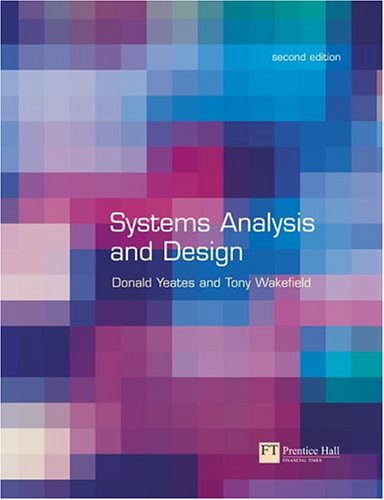 second edition
Systems Analysis
and Design
Donald Yeates and Tony Wakefield
FT Prentice Hall
FINANCIAL TIMES